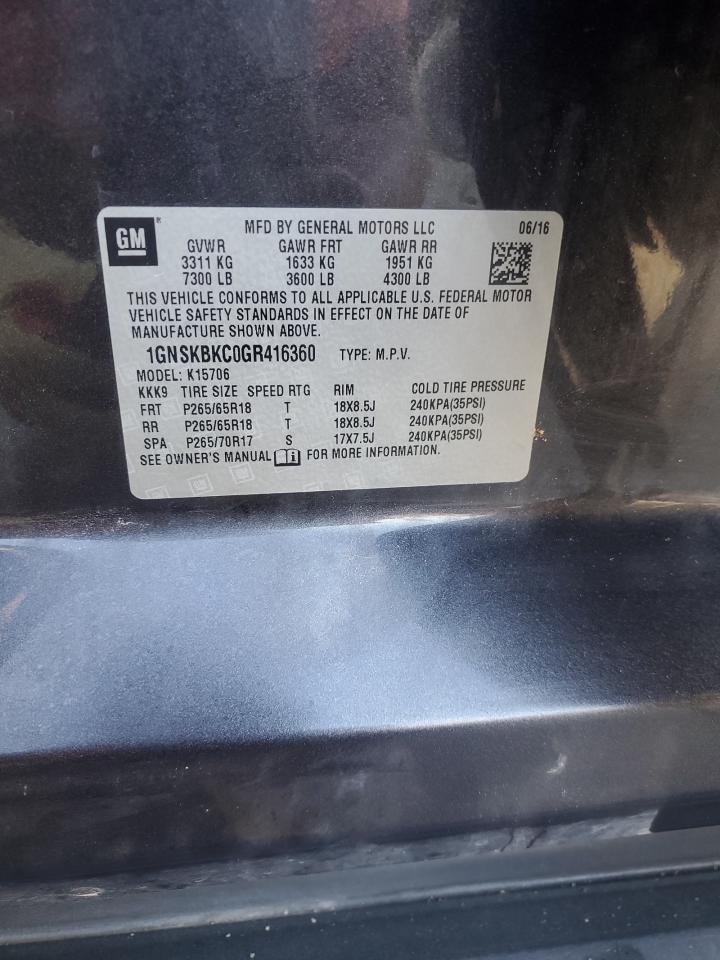 GM
MFD BY GENERAL MOTORS LLC 06/16
GVWR GAWR FRT GAWR RR
3311 KG 1633 KG 1951 KG
7300 LB 3600 LB 4300 LB
THIS VEHICLE CONFORMS TO ALL APPLICABLE U.S. FEDERAL MOTOR
VEHICLE SAFETY STANDARDS IN EFFECT ON THE DATE OF
MANUFACTURE SHOWN ABOVE.
1GNSKBKC0GR416360 TYPE: M.P.V.
MODEL: K15706
KKK9 TIRE SIZE SPEED RTG RIM COLD TIRE PRESSURE
FRT P265/65R18 T 18X8.5J 240KPA(35PSI)
RR P265/65R18 T 18X8.5J 240KPA(35PSI)
SPA P265/70R17 S 17X7.5J 240KPA(35PSI)
SEE OWNER'S MANUAL FOR MORE INFORMATION.